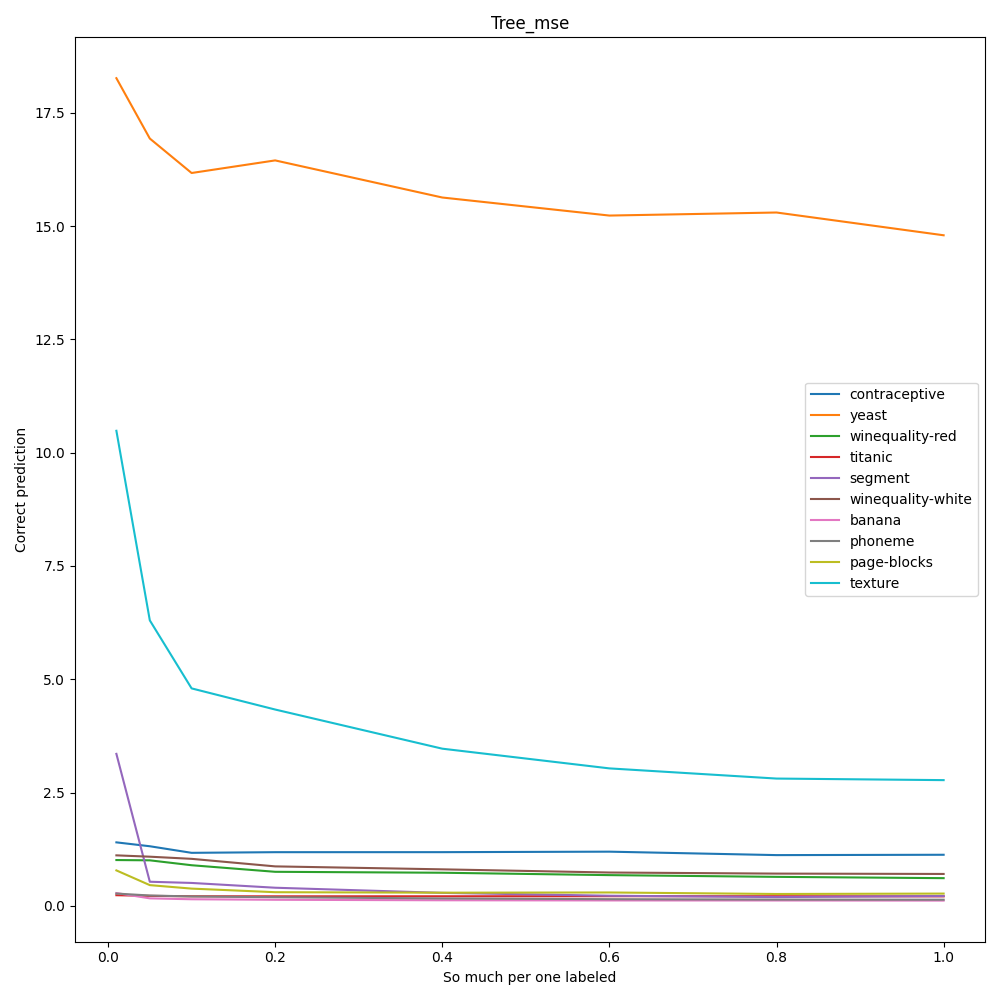 Tree_mse
Correct prediction
17.5
15.0
12.5
10.0
7.5
5.0
2.5
0.0
contraceptive
yeast
winequality-red
titanic
segment
winequality-white
banana
phoneme
page-blocks
texture
0.0 0.2 0.4 0.6 0.8 1.0
So much per one labeled